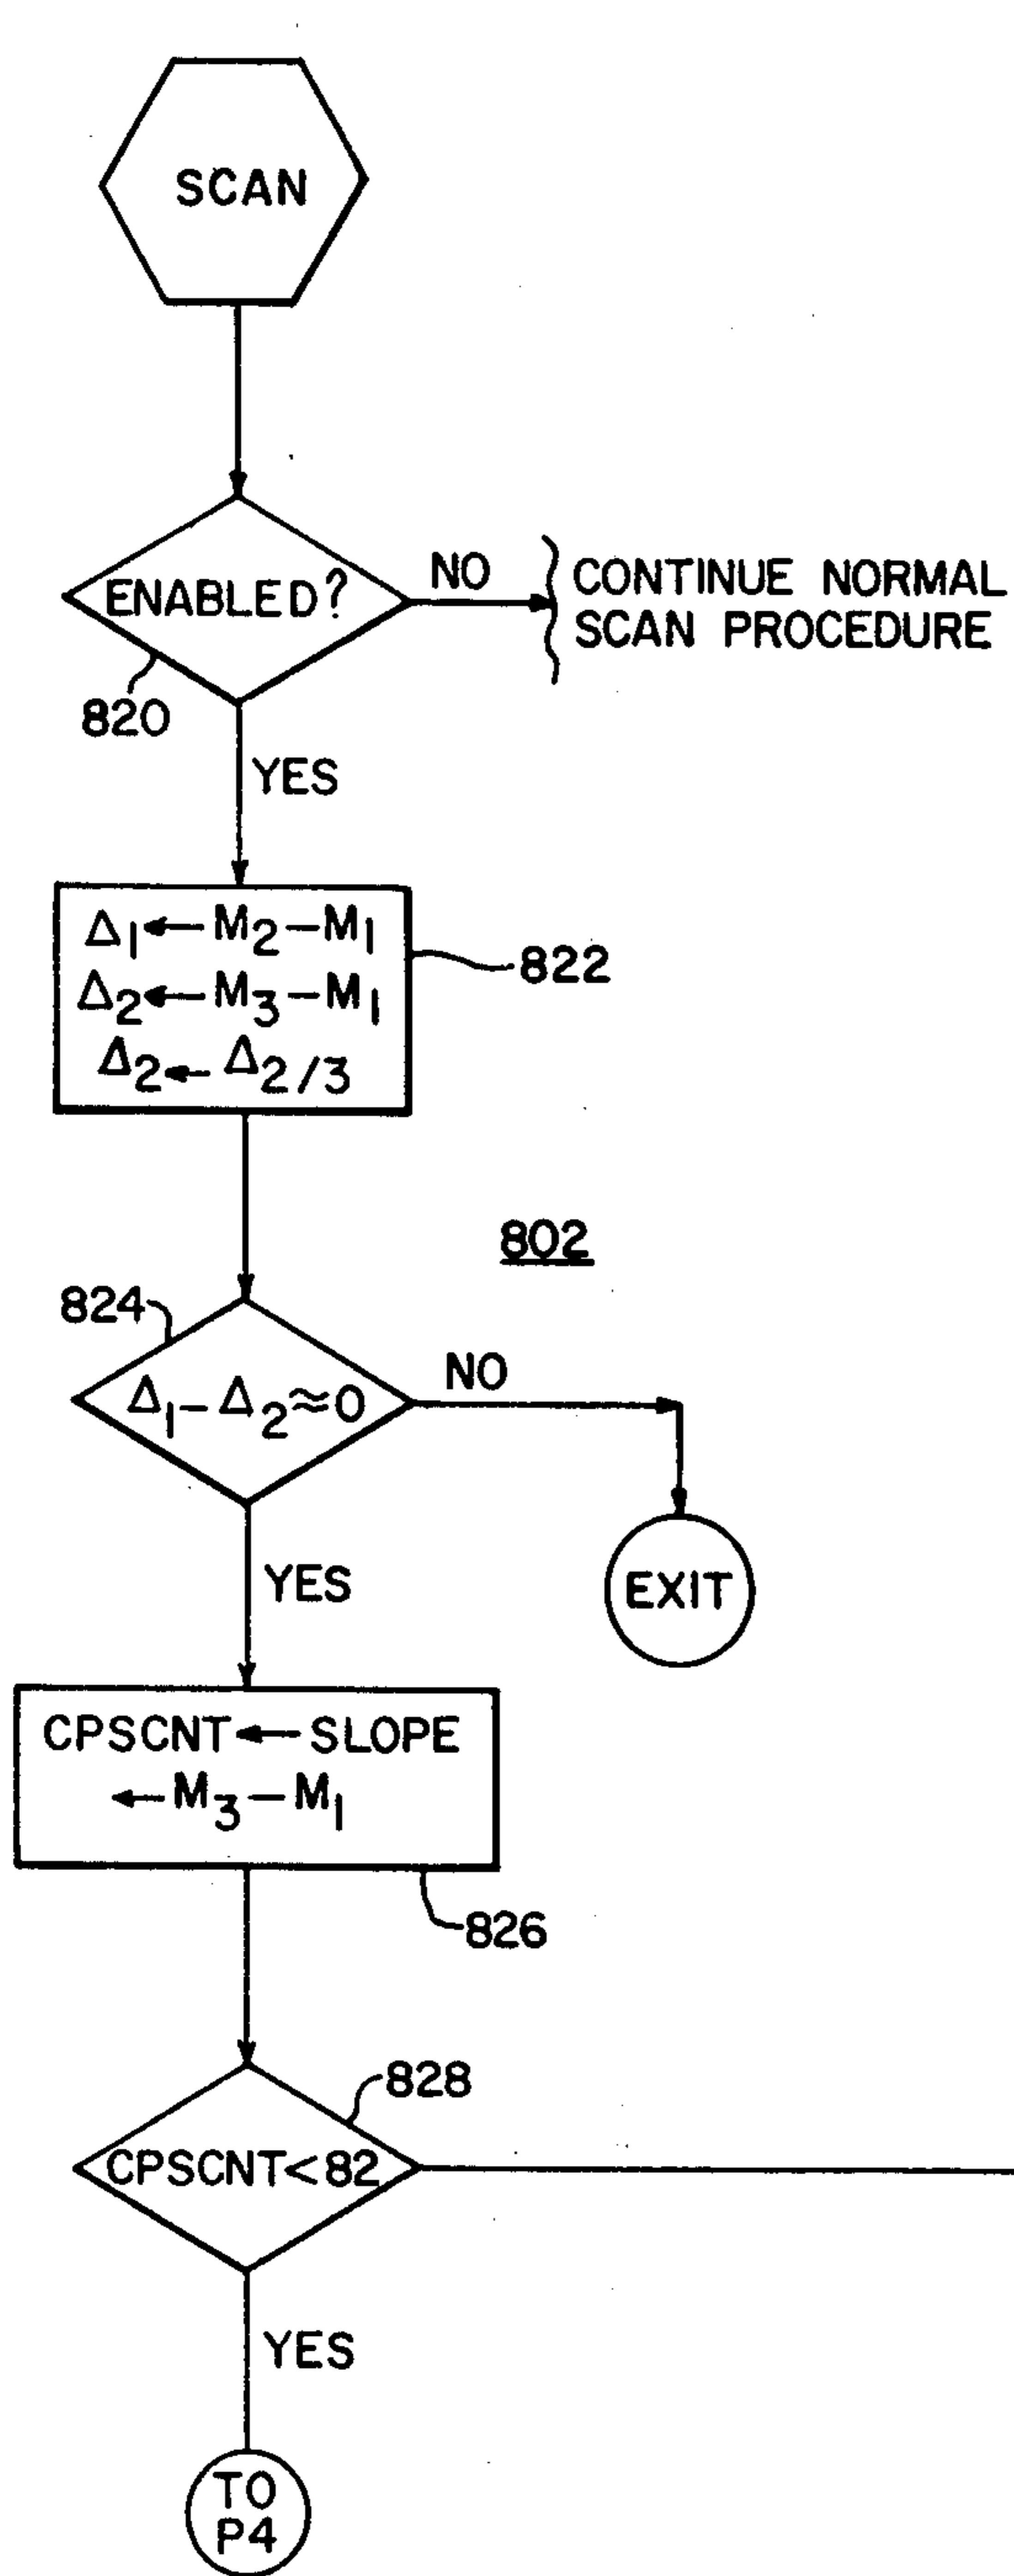 SCAN
ENABLED?
NO
CONTINUE NORMAL
SCAN PROCEDURE
820
YES
Δ₁←M₂−M₁
Δ₂←M₃−M₁
Δ₂←Δ₂/3
822
802
824
Δ₁−Δ₂≈0
NO
EXIT
YES
CPSCNT←SLOPE
←M₃−M₁
826
828
CPSCNT<82
YES
TO
P4